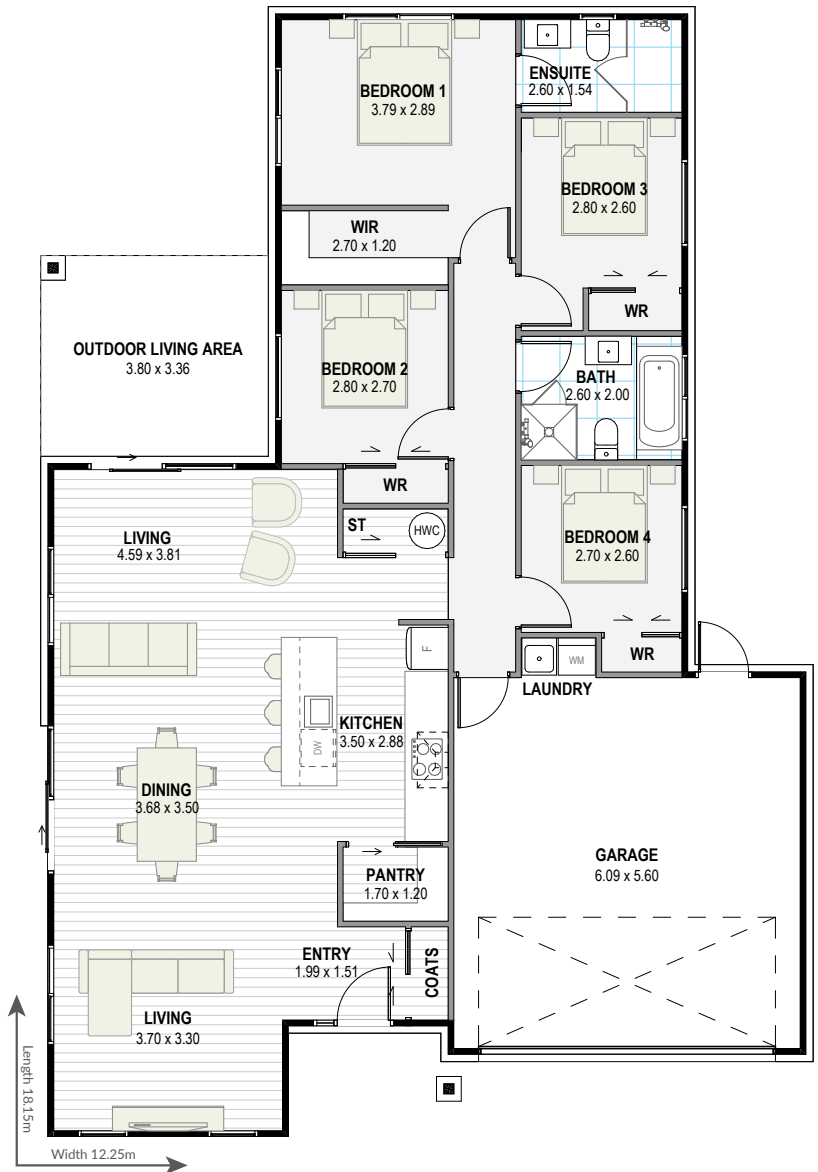 BEDROOM 1
3.79 x 2.89
ENSUITE
2.60 x 1.54
BEDROOM 3
2.80 x 2.60
WIR
2.70 x 1.20
WR
OUTDOOR LIVING AREA
3.80 x 3.36
BEDROOM 2
2.80 x 2.70
BATH
2.60 x 2.00
WR
ST
HWC
LIVING
4.59 x 3.81
BEDROOM 4
2.70 x 2.60
F
WM
WR
LAUNDRY
KITCHEN
3.50 x 2.88
DW
DINING
3.68 x 3.50
GARAGE
6.09 x 5.60
PANTRY
1.70 x 1.20
ENTRY
1.99 x 1.51
COATS
LIVING
3.70 x 3.30
Length 18.15m
Width 12.25m